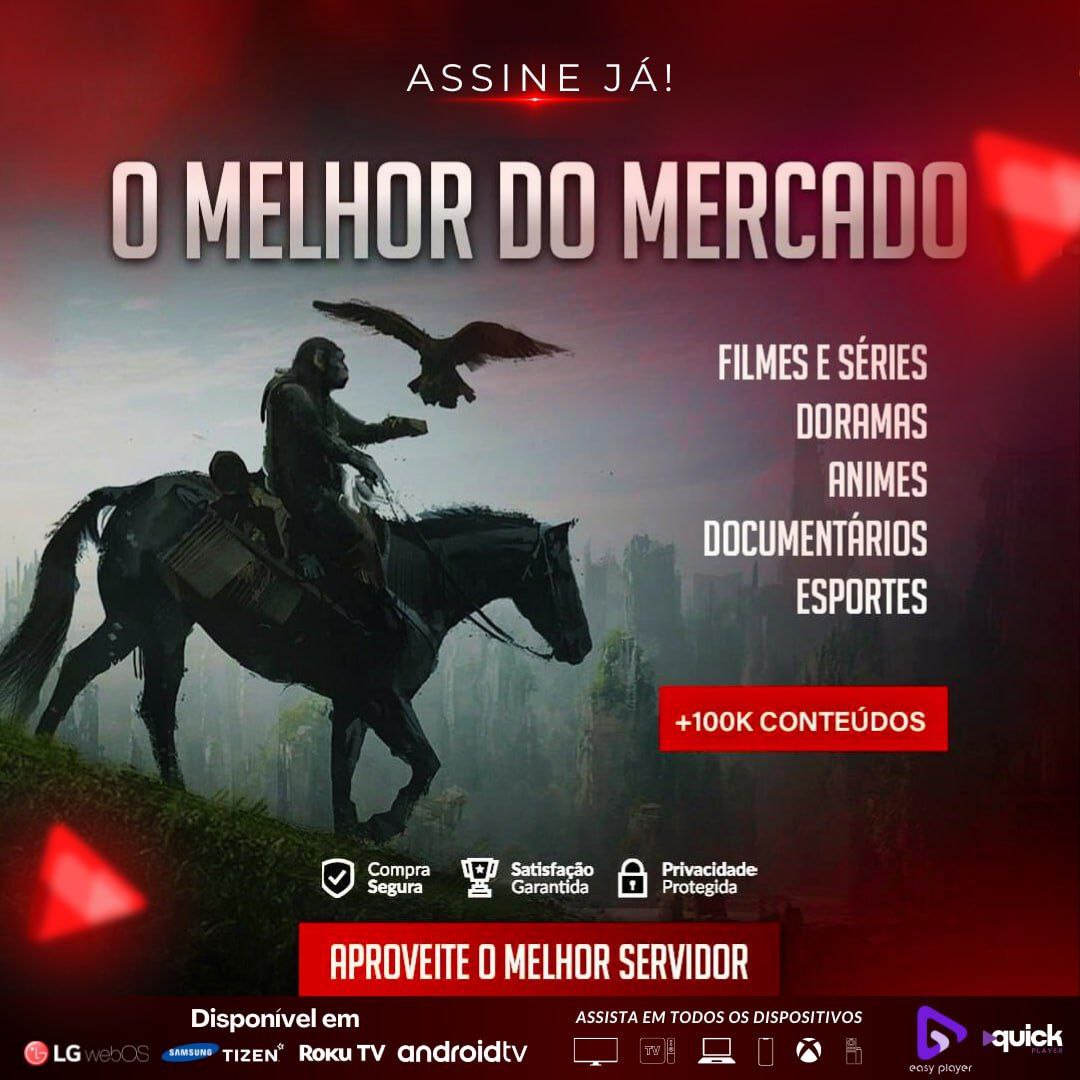 ASSINE JÁ!
O MELHOR DO MERCADO
FILMES E SÉRIES
DORAMAS
ANIMES
DOCUMENTÁRIOS
ESPORTES
+100K CONTEÚDOS
Compra
Segura
Satisfação
Garantida
Privacidade
Protegida
APROVEITE O MELHOR SERVIDOR
Disponível em
LG webOS
SAMSUNG TIZEN
ROKU TV
androidtv
ASSISTA EM TODOS OS DISPOSITIVOS
TV
easy player
quick
PLAYER